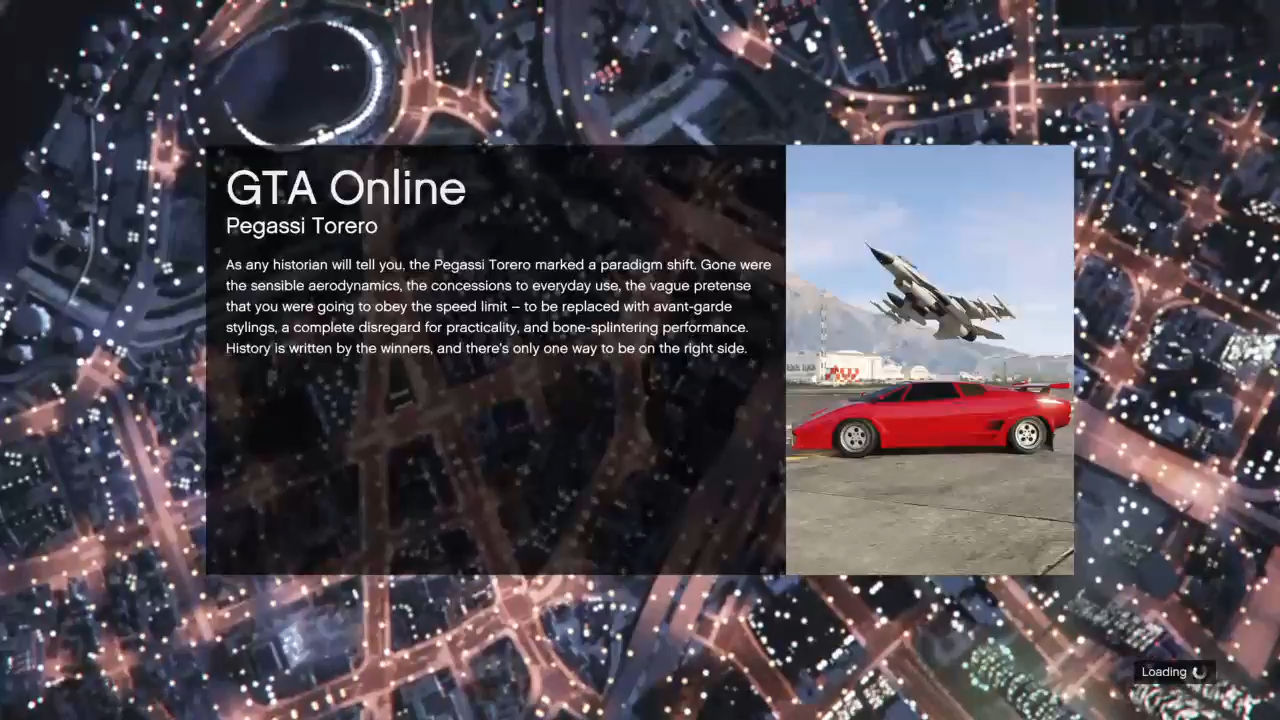 GTA Online
Pegassi Torero
As any historian will tell you, the Pegassi Torero marked a paradigm shift. Gone were
the sensible aerodynamics, the concessions to everyday use, the vague pretense
that you were going to obey the speed limit – to be replaced with avant-garde
stylings, a complete disregard for practicality, and bone-splintering performance.
History is written by the winners, and there's only one way to be on the right side.
Loading